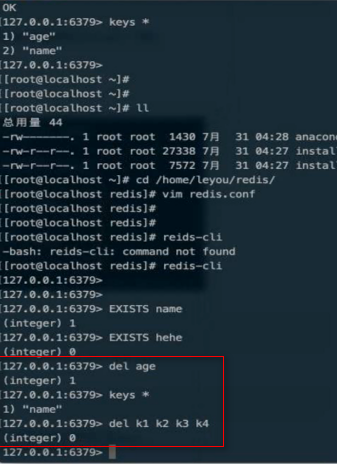 OK
127.0.0.1:6379> keys *
1) "age"
2) "name"
127.0.0.1:6379>
[[root@localhost ~]#
[[root@localhost ~]#
[[root@localhost ~]# ll
总用量 44
-rw-------. 1 root root  1430 7月  31 04:28 anacon
-rw-r--r--. 1 root root 27338 7月  31 04:27 instal
-rw-r--r--. 1 root root  7572 7月  31 04:27 instal
[[root@localhost ~]# cd /home/leyou/redis/
[[root@localhost redis]# vim redis.conf
[[root@localhost redis]#
[[root@localhost redis]#
[[root@localhost redis]# reids-cli
-bash: reids-cli: command not found
[[root@localhost redis]# redis-cli
127.0.0.1:6379>
127.0.0.1:6379>
127.0.0.1:6379> EXISTS name
(integer) 1
127.0.0.1:6379> EXISTS hehe
(integer) 0
127.0.0.1:6379> del age
(integer) 1
127.0.0.1:6379> keys *
1) "name"
127.0.0.1:6379> del k1 k2 k3 k4
(integer) 0
127.0.0.1:6379>